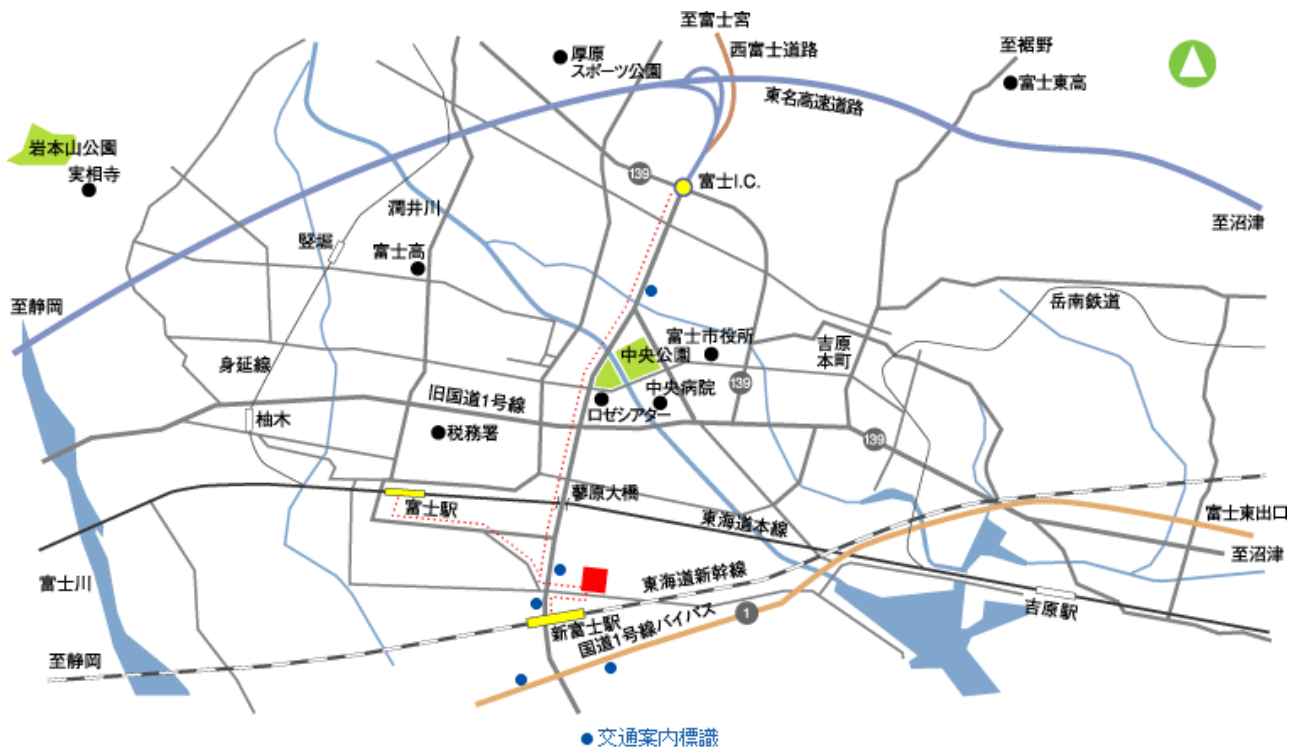 至富士宮
西富士道路
至裾野
厚原
スポーツ公園
富士東高
東名高速道路
岩本山公園
実相寺
139
富士I.C.
潤井川
至沼津
竪堀
富士高
至静岡
岳南鉄道
富士市役所
吉原
本町
中央公園
身延線
139
中央病院
旧国道1号線
ロゼシアター
柚木
税務署
139
蓼原大橋
富士駅
東海道本線
富士東出口
至沼津
富士川
東海道新幹線
吉原駅
1
新富士駅
国道1号線バイパス
至静岡
交通案内標識